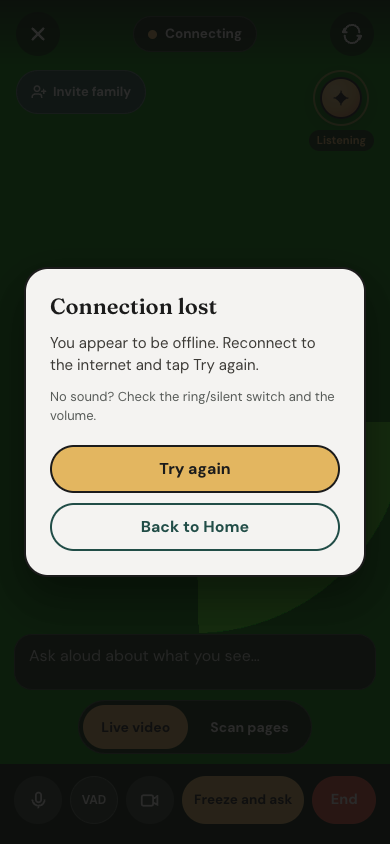 Connecting
Invite family
Listening
Connection lost
You appear to be offline. Reconnect to
the internet and tap Try again.
No sound? Check the ring/silent switch and the
volume.
Try again
Back to Home
Ask aloud about what you see...
Live video
Scan pages
VAD
Freeze and ask
End